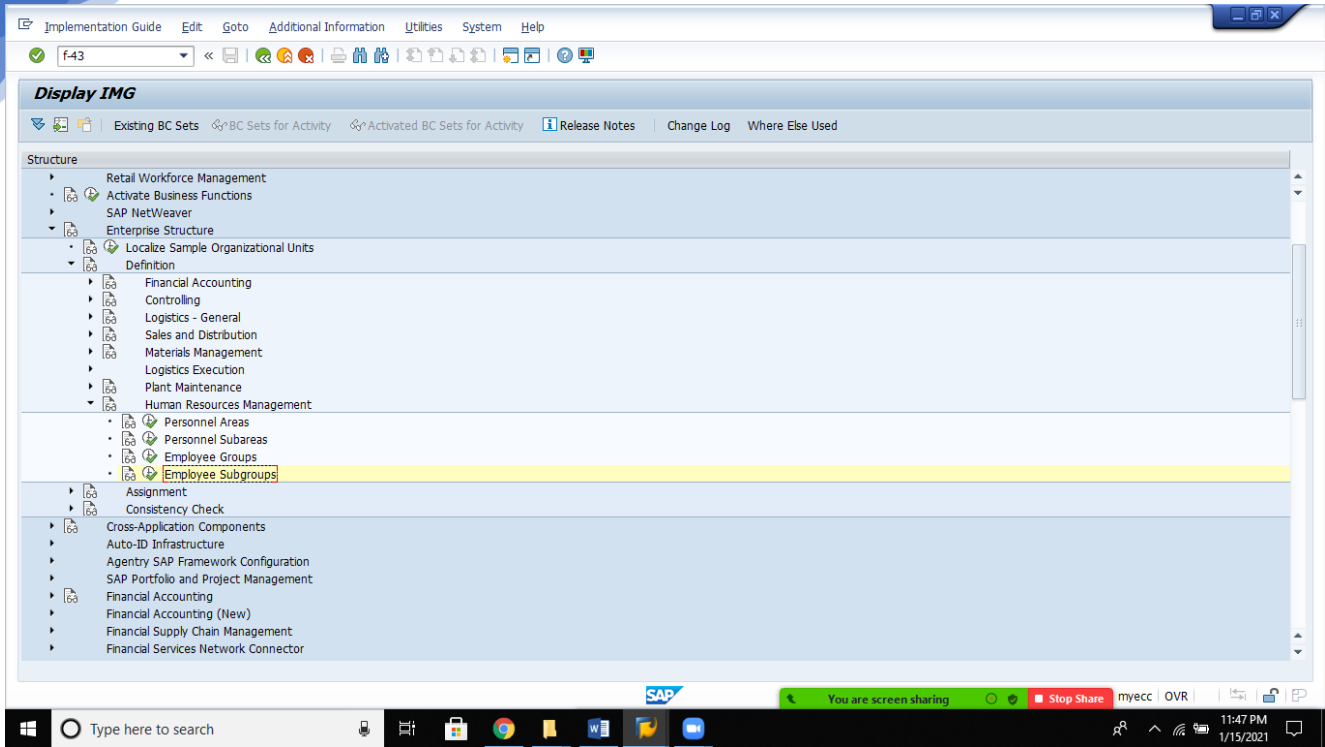 Implementation Guide Edit Goto Additional Information Utilities System Help
f-43
Display IMG
Existing BC Sets BC Sets for Activity Activated BC Sets for Activity Release Notes Change Log Where Else Used
Structure
Retail Workforce Management
Activate Business Functions
SAP NetWeaver
Enterprise Structure
Localize Sample Organizational Units
Definition
Financial Accounting
Controlling
Logistics - General
Sales and Distribution
Materials Management
Logistics Execution
Plant Maintenance
Human Resources Management
Personnel Areas
Personnel Subareas
Employee Groups
Employee Subgroups
Assignment
Consistency Check
Cross-Application Components
Auto-ID Infrastructure
Agentry SAP Framework Configuration
SAP Portfolio and Project Management
Financial Accounting
Financial Accounting (New)
Financial Supply Chain Management
Financial Services Network Connector
SAP You are screen sharing Stop Share myecc OVR
Type here to search 11:47 PM
1/15/2021